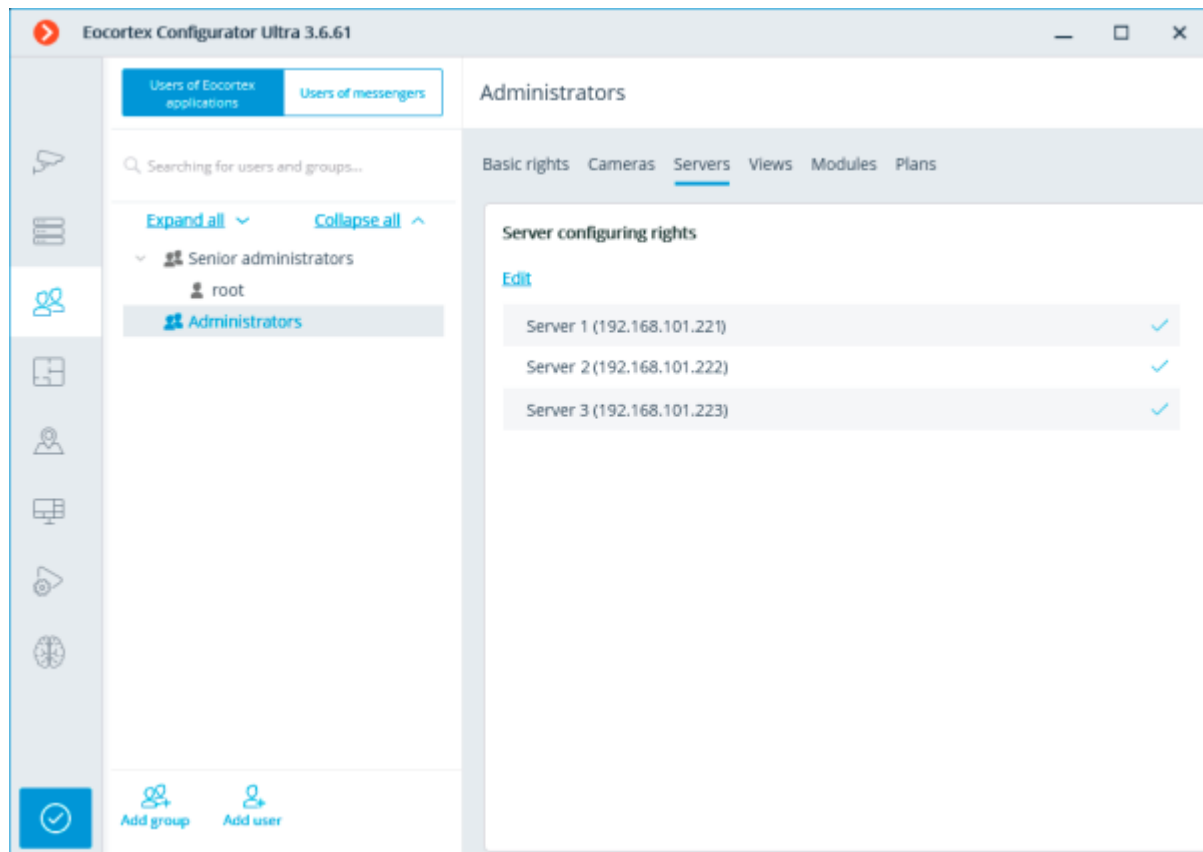 Eocortex Configurator Ultra 3.6.61
Users of Eocortex
applications
Users of messengers
Searching for users and groups...
Expand all
Collapse all
Senior administrators
root
Administrators
Add group
Add user
Administrators
Basic rights Cameras Servers Views Modules Plans
Server configuring rights
Edit
Server 1 (192.168.101.221)
Server 2 (192.168.101.222)
Server 3 (192.168.101.223)